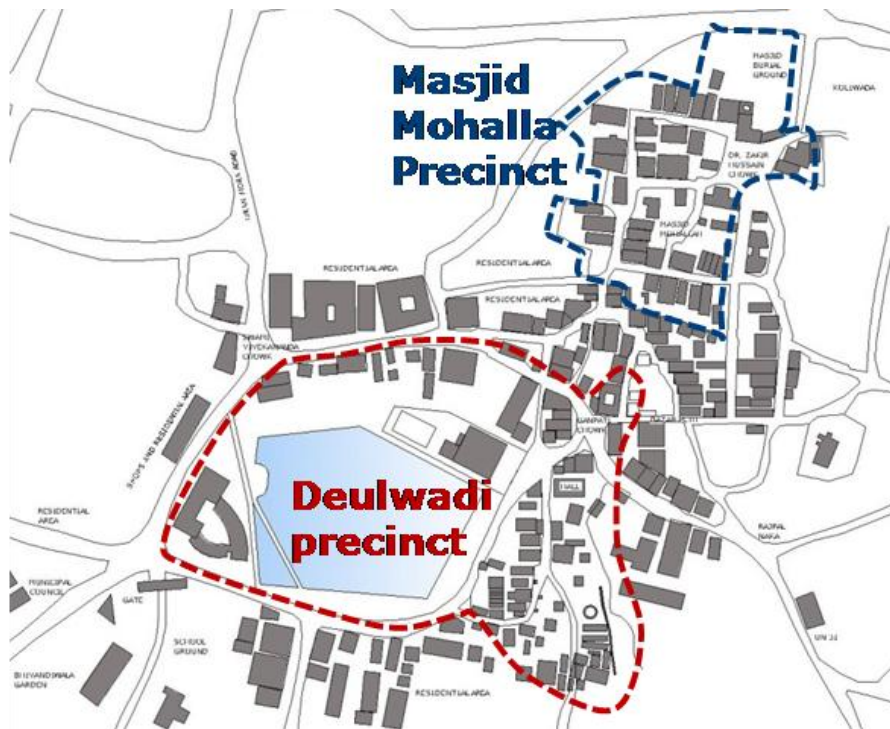 Masjid
Mohalla
Precinct
MASJID
BURIAL
GROUND
KOLIWADA
DR. ZAKIR
HUSSAIN
CHOWK
MASJID
MOHALLAH
RESIDENTIAL AREA
RESIDENTIAL AREA
RESIDENTIAL AREA
SWAMI
VIVEKANANDA
CHOWK
SHOPS AND RESIDENTIAL AREA
GANPATI
CHOWK
Deulwadi
precinct
HALL
RESIDENTIAL
AREA
RAJPAL
NAKA
MUNICIPAL
COUNCIL
GATE
SCHOOL
GROUND
BHIVANDIWALA
GARDEN
RESIDENTIAL AREA